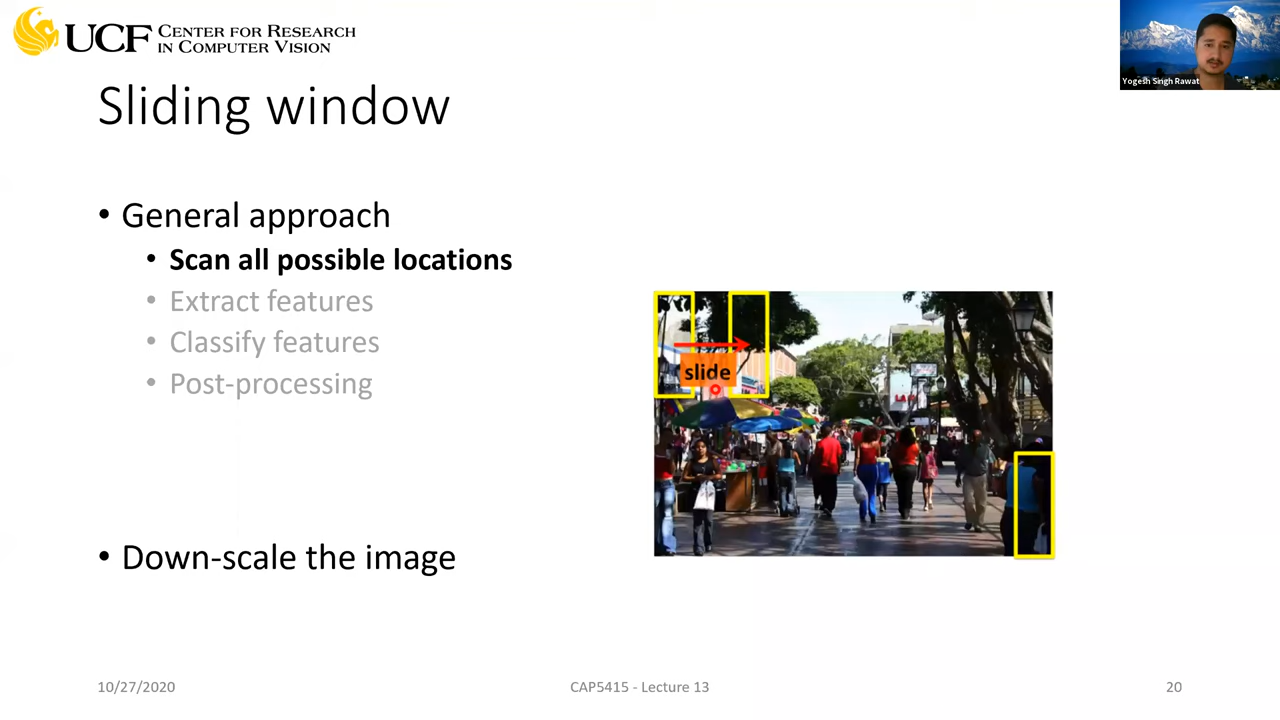 UCF CENTER FOR RESEARCH
IN COMPUTER VISION
Yogesh Singh Rawat
Sliding window
• General approach
• Scan all possible locations
• Extract features
• Classify features
• Post-processing
slide
• Down-scale the image
10/27/2020
CAP5415 - Lecture 13
20